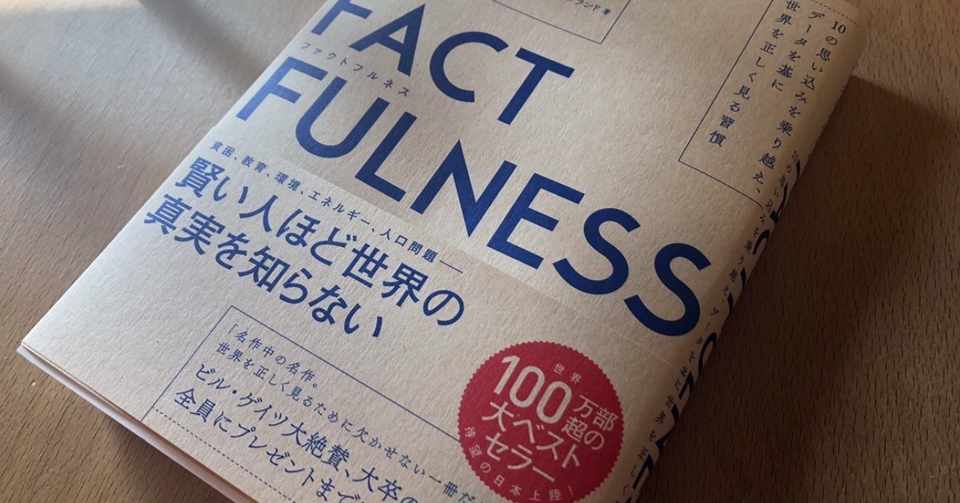 ランド 著
10の思い込みを乗り越え、
データを基に
世界を正しく見る習慣
FACT
FULNESS
ファクトフルネス
貧困、教育、環境、エネルギー、人口問題——
賢い人ほど世界の
真実を知らない
「名作中の名作。
世界を正しく見るために欠かせない一冊だ
ビル・ゲイツ大絶賛、大卒の
全員にプレゼントまで
世界
100万部
超の
大ベスト
セラー
待望の日本上陸!